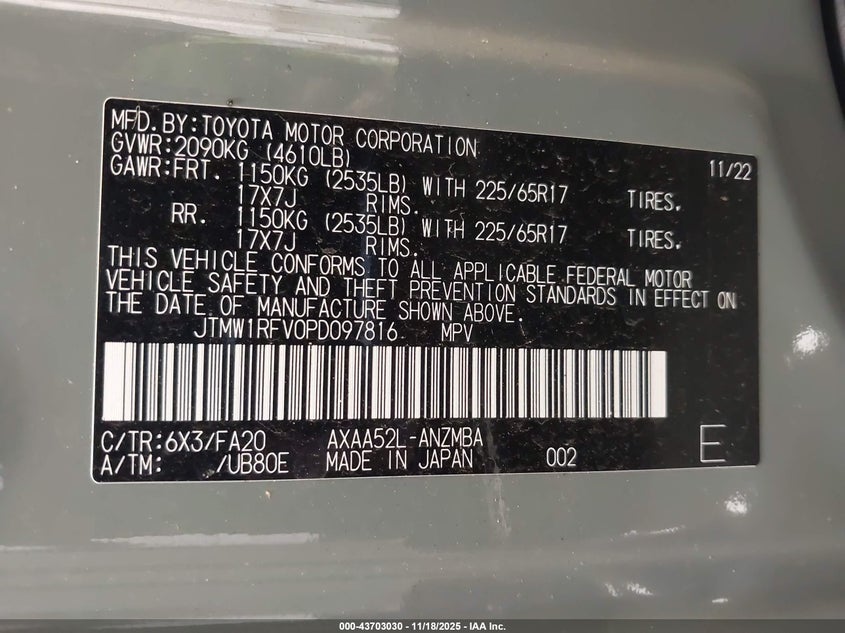 MFD.BY:TOYOTA MOTOR CORPORATION 11/22
GVWR:2090KG (4610LB)
GAWR:FRT. 1150KG (2535LB) WITH 225/65R17 TIRES.
17X7J RIMS.
RR. 1150KG (2535LB) WITH 225/65R17 TIRES.
17X7J RIMS.
THIS VEHICLE CONFORMS TO ALL APPLICABLE FEDERAL MOTOR
VEHICLE SAFETY AND THEFT PREVENTION STANDARDS IN EFFECT ON
THE DATE OF MANUFACTURE SHOWN ABOVE.
JTMW1RFV0PD097816 MPV
C/TR:6X3/FA20 AXAA52L-ANZMBA
A/TM: /UB80E MADE IN JAPAN 002 E
000-43703030 - 11/18/2025 - IAA Inc.